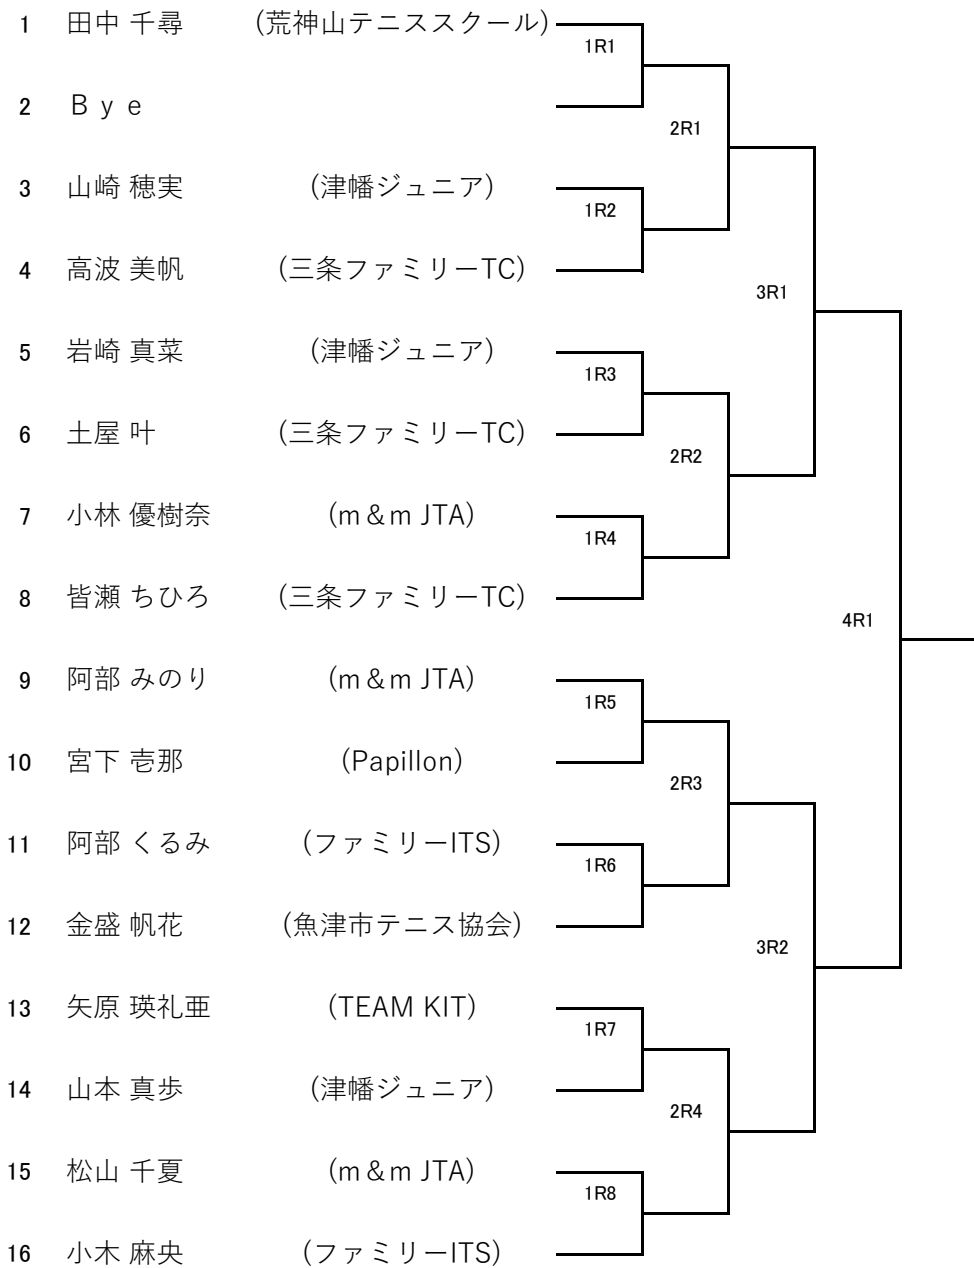 1 田中 千尋 (荒神山テニススクール)
1R1
2 Ｂｙｅ
2R1
3 山崎 穂実 (津幡ジュニア)
1R2
4 高波 美帆 (三条ファミリーTC)
3R1
5 岩崎 真菜 (津幡ジュニア)
1R3
6 土屋 叶 (三条ファミリーTC)
2R2
7 小林 優樹奈 (m＆m JTA)
1R4
8 皆瀬 ちひろ (三条ファミリーTC)
4R1
9 阿部 みのり (m＆m JTA)
1R5
10 宮下 壱那 (Papillon)
2R3
11 阿部 くるみ (ファミリーITS)
1R6
12 金盛 帆花 (魚津市テニス協会)
3R2
13 矢原 瑛礼亜 (TEAM KIT)
1R7
14 山本 真歩 (津幡ジュニア)
2R4
15 松山 千夏 (m＆m JTA)
1R8
16 小木 麻央 (ファミリーITS)